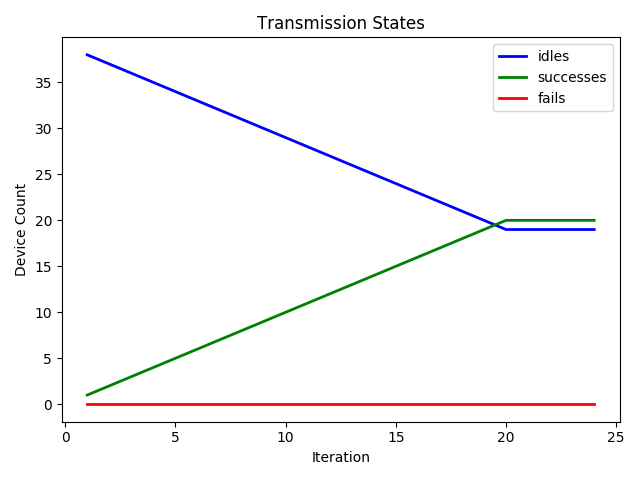 Transmission States
idles
successes
fails
Device Count
35
30
25
20
15
10
5
0
0 5 10 15 20 25
Iteration